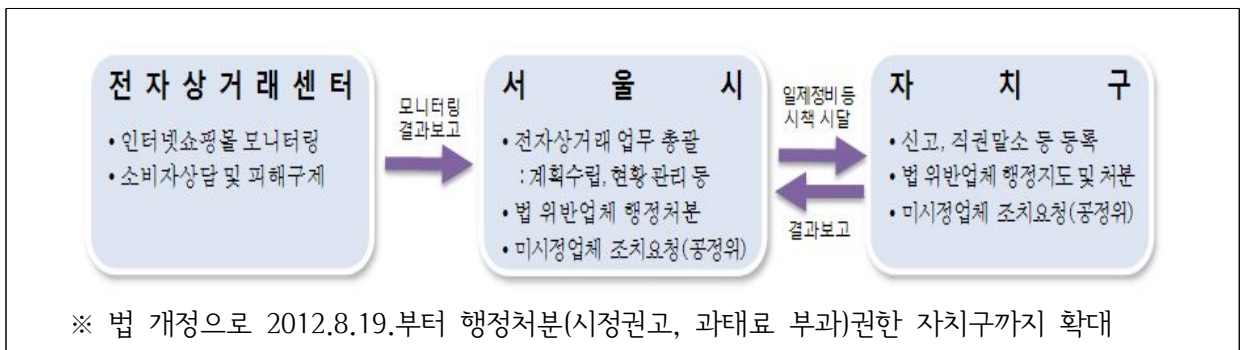 전 자 상 거 래 센 터
• 인터넷쇼핑몰 모니터링
• 소비자상담 및 피해구제
모니터링
결과보고
서 울 시
• 전자상거래 업무 총괄
: 계획수립, 현황 관리 등
• 법 위반업체 행정처분
• 미시정업체 조치요청(공정위)
일제정비 등
시책 시달
결과보고
자 치 구
• 신고, 직권말소 등 등록
• 법 위반업체 행정지도 및 처분
• 미시정업체 조치요청(공정위)
※ 법 개정으로 2012.8.19.부터 행정처분(시정권고, 과태료 부과)권한 자치구까지 확대